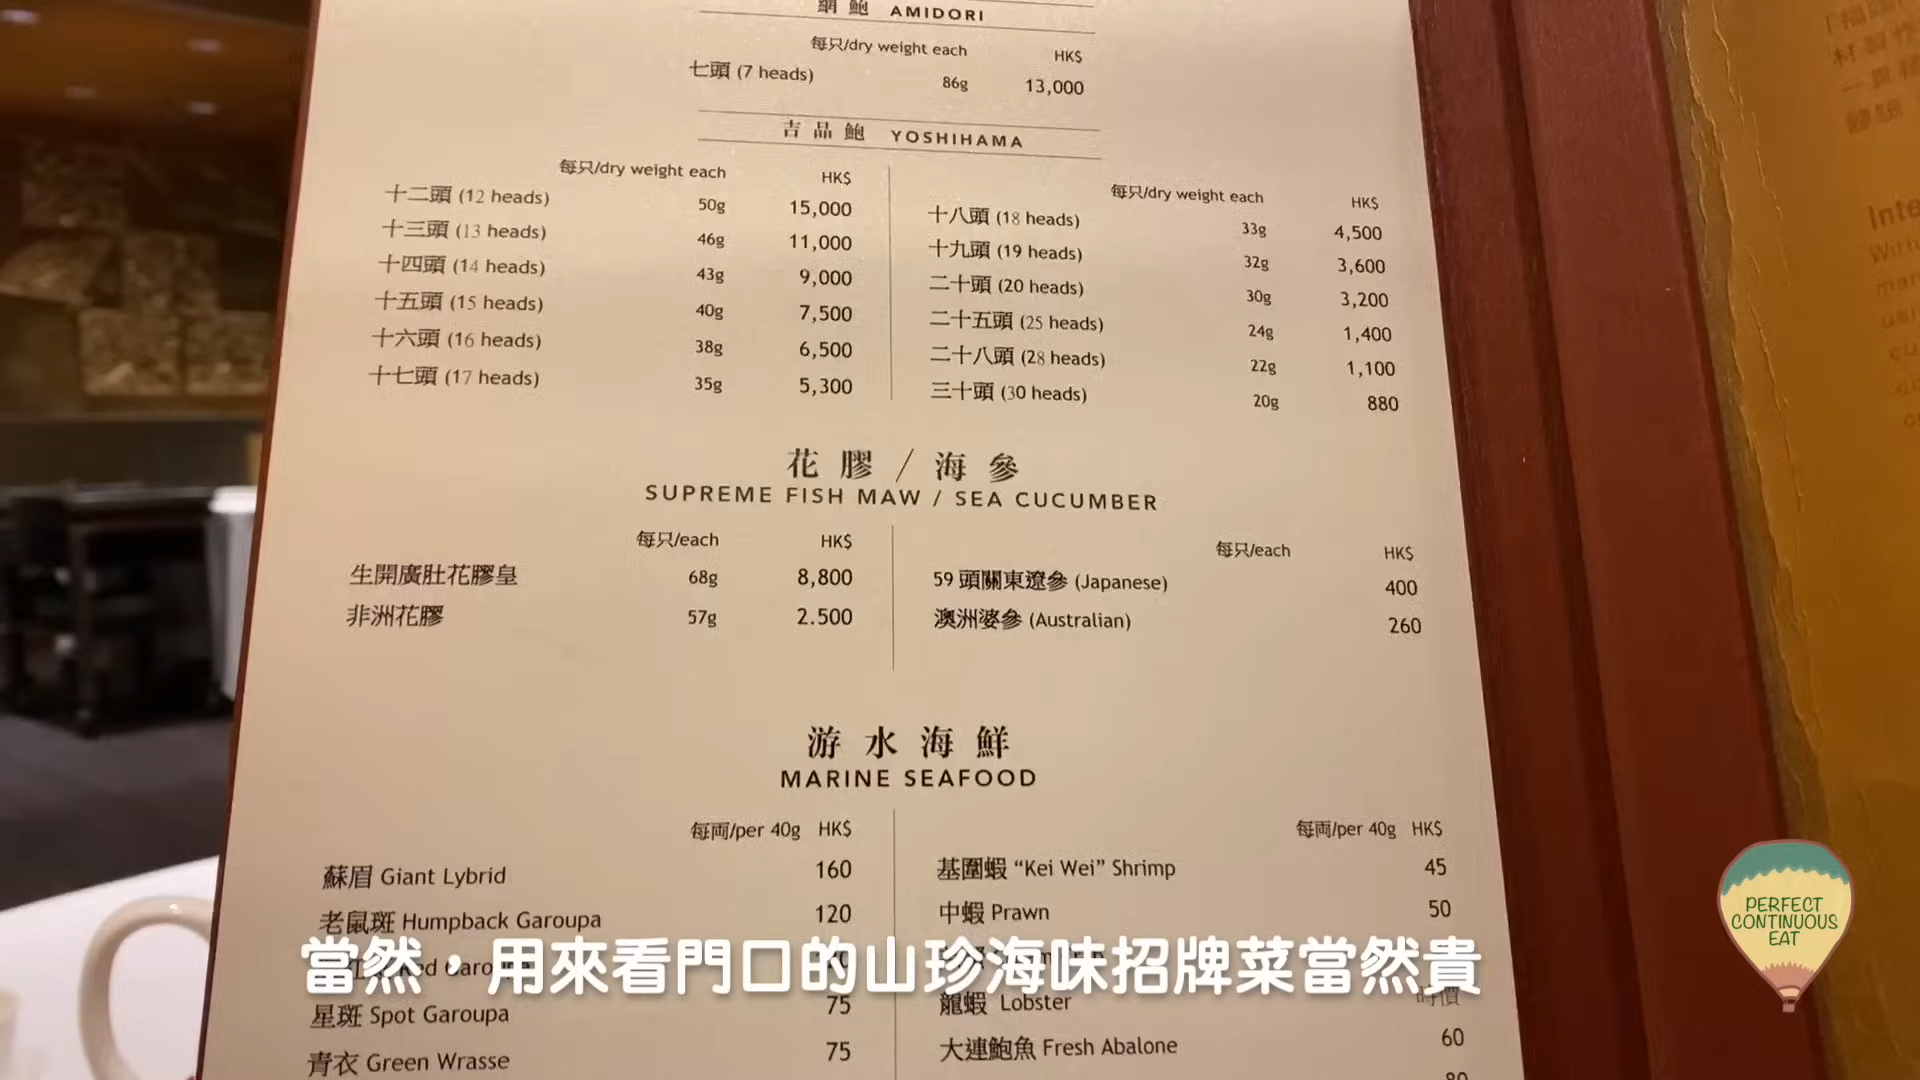 網鮑 AMIDORI
每只/dry weight each HK$
七頭 (7 heads) 86g 13,000
吉品鮑 YOSHIHAMA
每只/dry weight each HK$
十二頭 (12 heads) 50g 15,000
十三頭 (13 heads) 46g 11,000
十四頭 (14 heads) 43g 9,000
十五頭 (15 heads) 40g 7,500
十六頭 (16 heads) 38g 6,500
十七頭 (17 heads) 35g 5,300
每只/dry weight each HK$
十八頭 (18 heads) 33g 4,500
十九頭 (19 heads) 32g 3,600
二十頭 (20 heads) 30g 3,200
二十五頭 (25 heads) 24g 1,400
二十八頭 (28 heads) 22g 1,100
三十頭 (30 heads) 20g 880
花膠 / 海參
SUPREME FISH MAW / SEA CUCUMBER
每只/each HK$
生開廣肚花膠皇 68g 8,800
非洲花膠 57g 2.500
每只/each HK$
59 頭關東遼參 (Japanese) 400
澳洲婆參 (Australian) 260
游水海鮮
MARINE SEAFOOD
每両/per 40g HK$
蘇眉 Giant Lybrid 160
老鼠斑 Humpback Garoupa 120
星斑 Spot Garoupa 75
青衣 Green Wrasse 75
每両/per 40g HK$
基圍蝦 “Kei Wei” Shrimp 45
中蝦 Prawn 50
龍蝦 Lobster 時價
大連鮑魚 Fresh Abalone 60
當然，用來看門口的山珍海味招牌菜當然貴
PERFECT
CONTINUOUS
EAT